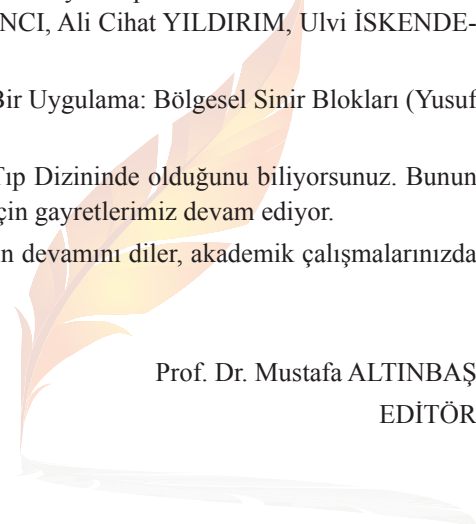 NCI, Ali Cihat YILDIRIM, Ulvi İSKENDE-
Bir Uygulama: Bölgesel Sinir Blokları (Yusuf
Tıp Dizininde olduğunu biliyorsunuz. Bunun
için gayretlerimiz devam ediyor.
n devamını diler, akademik çalışmalarınızda
Prof. Dr. Mustafa ALTINBAŞ
EDİTÖR